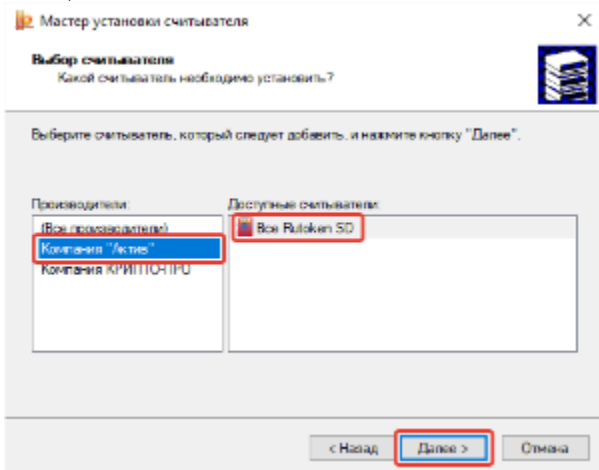 Мастер установки считывателя
Выбор считывателя
Какой считыватель необходимо установить?
Выберите считыватель, который следует добавить, и нажмите кнопку "Далее".
Производители:
Доступные считыватели:
(Все производители)
Все Rutoken SD
Компания "Актив"
Компания КРИПТО-ПРО
< Назад
Далее >
Отмена